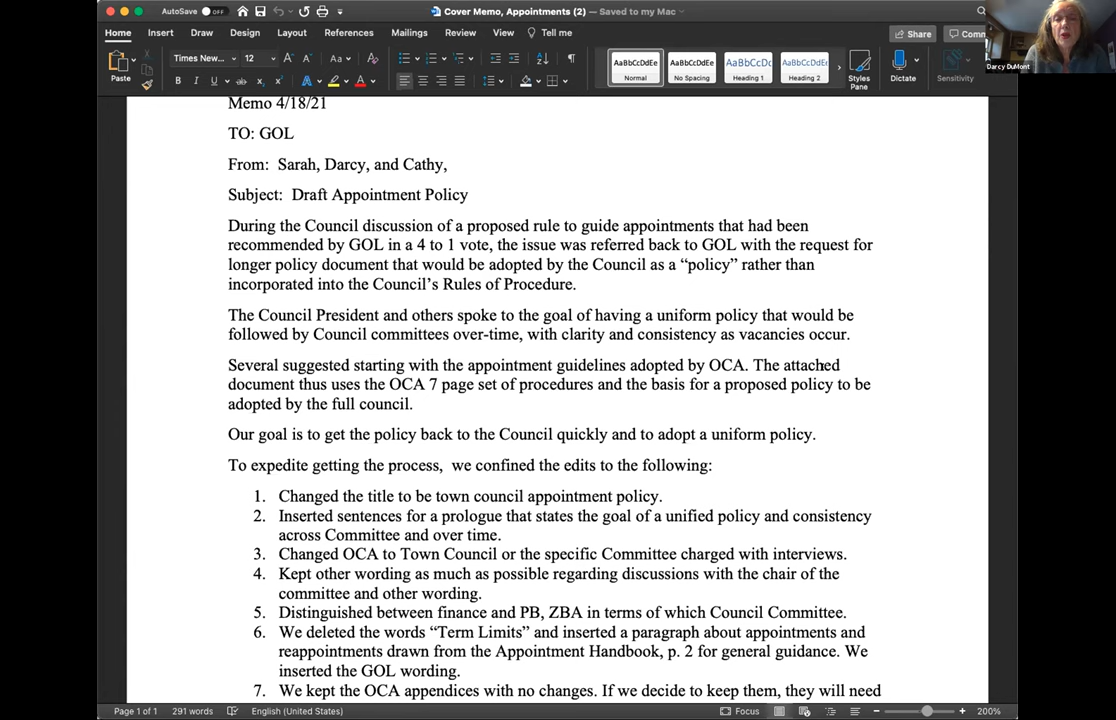 AutoSave OFF Cover Memo, Appointments (2) — Saved to my Mac
Home Insert Draw Design Layout References Mailings Review View Tell me Share Comm
Paste Times New... 12 A A Aa A AaBbCcDdEe AaBbCcDdEe AaBbCcDc AaBbCcDdEe
B I U ab x x A A Normal No Spacing Heading 1 Heading 2 Styles Pane Dictate Sensitivity
Darcy DuMont
Memo 4/18/21
TO: GOL
From: Sarah, Darcy, and Cathy,
Subject: Draft Appointment Policy
During the Council discussion of a proposed rule to guide appointments that had been
recommended by GOL in a 4 to 1 vote, the issue was referred back to GOL with the request for
longer policy document that would be adopted by the Council as a “policy” rather than
incorporated into the Council’s Rules of Procedure.
The Council President and others spoke to the goal of having a uniform policy that would be
followed by Council committees over-time, with clarity and consistency as vacancies occur.
Several suggested starting with the appointment guidelines adopted by OCA. The attached
document thus uses the OCA 7 page set of procedures and the basis for a proposed policy to be
adopted by the full council.
Our goal is to get the policy back to the Council quickly and to adopt a uniform policy.
To expedite getting the process, we confined the edits to the following:
1. Changed the title to be town council appointment policy.
2. Inserted sentences for a prologue that states the goal of a unified policy and consistency
across Committee and over time.
3. Changed OCA to Town Council or the specific Committee charged with interviews.
4. Kept other wording as much as possible regarding discussions with the chair of the
committee and other wording.
5. Distinguished between finance and PB, ZBA in terms of which Council Committee.
6. We deleted the words “Term Limits” and inserted a paragraph about appointments and
reappointments drawn from the Appointment Handbook, p. 2 for general guidance. We
inserted the GOL wording.
7. We kept the OCA appendices with no changes. If we decide to keep them, they will need
Page 1 of 1 291 words English (United States) Focus 200%